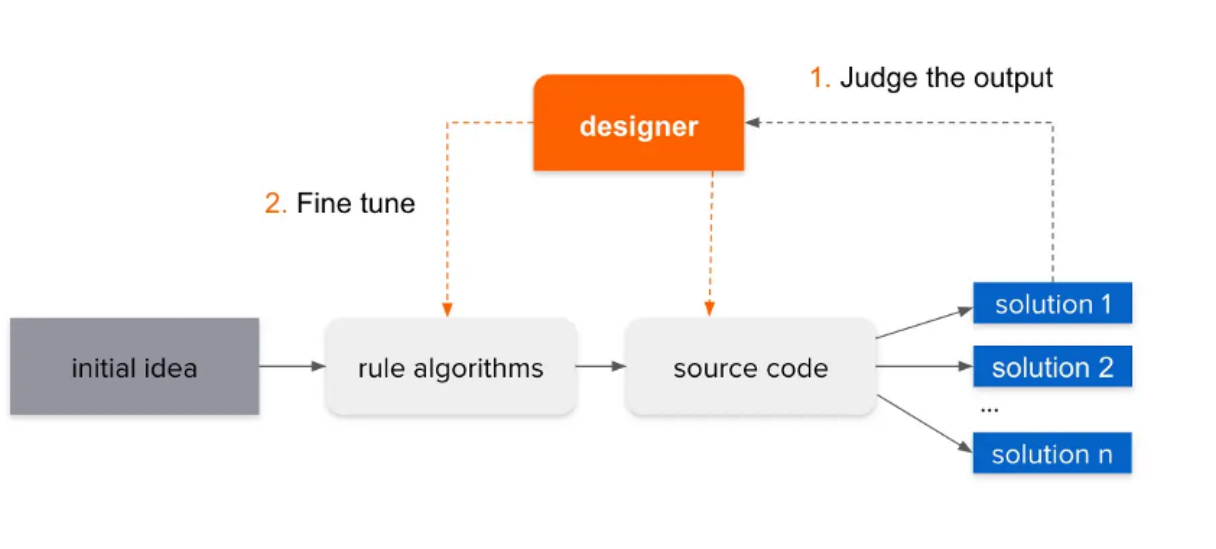 1. Judge the output
designer
2. Fine tune
initial idea
rule algorithms
source code
solution 1
solution 2
...
solution n